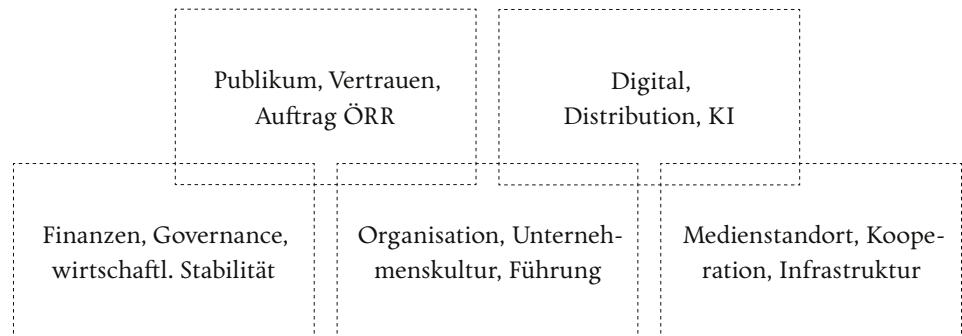 Publikum, Vertrauen,
Auftrag ÖRR
Digital,
Distribution, KI
Finanzen, Governance,
wirtschaftl. Stabilität
Organisation, Unterneh-
menskultur, Führung
Medienstandort, Koope-
ration, Infrastruktur